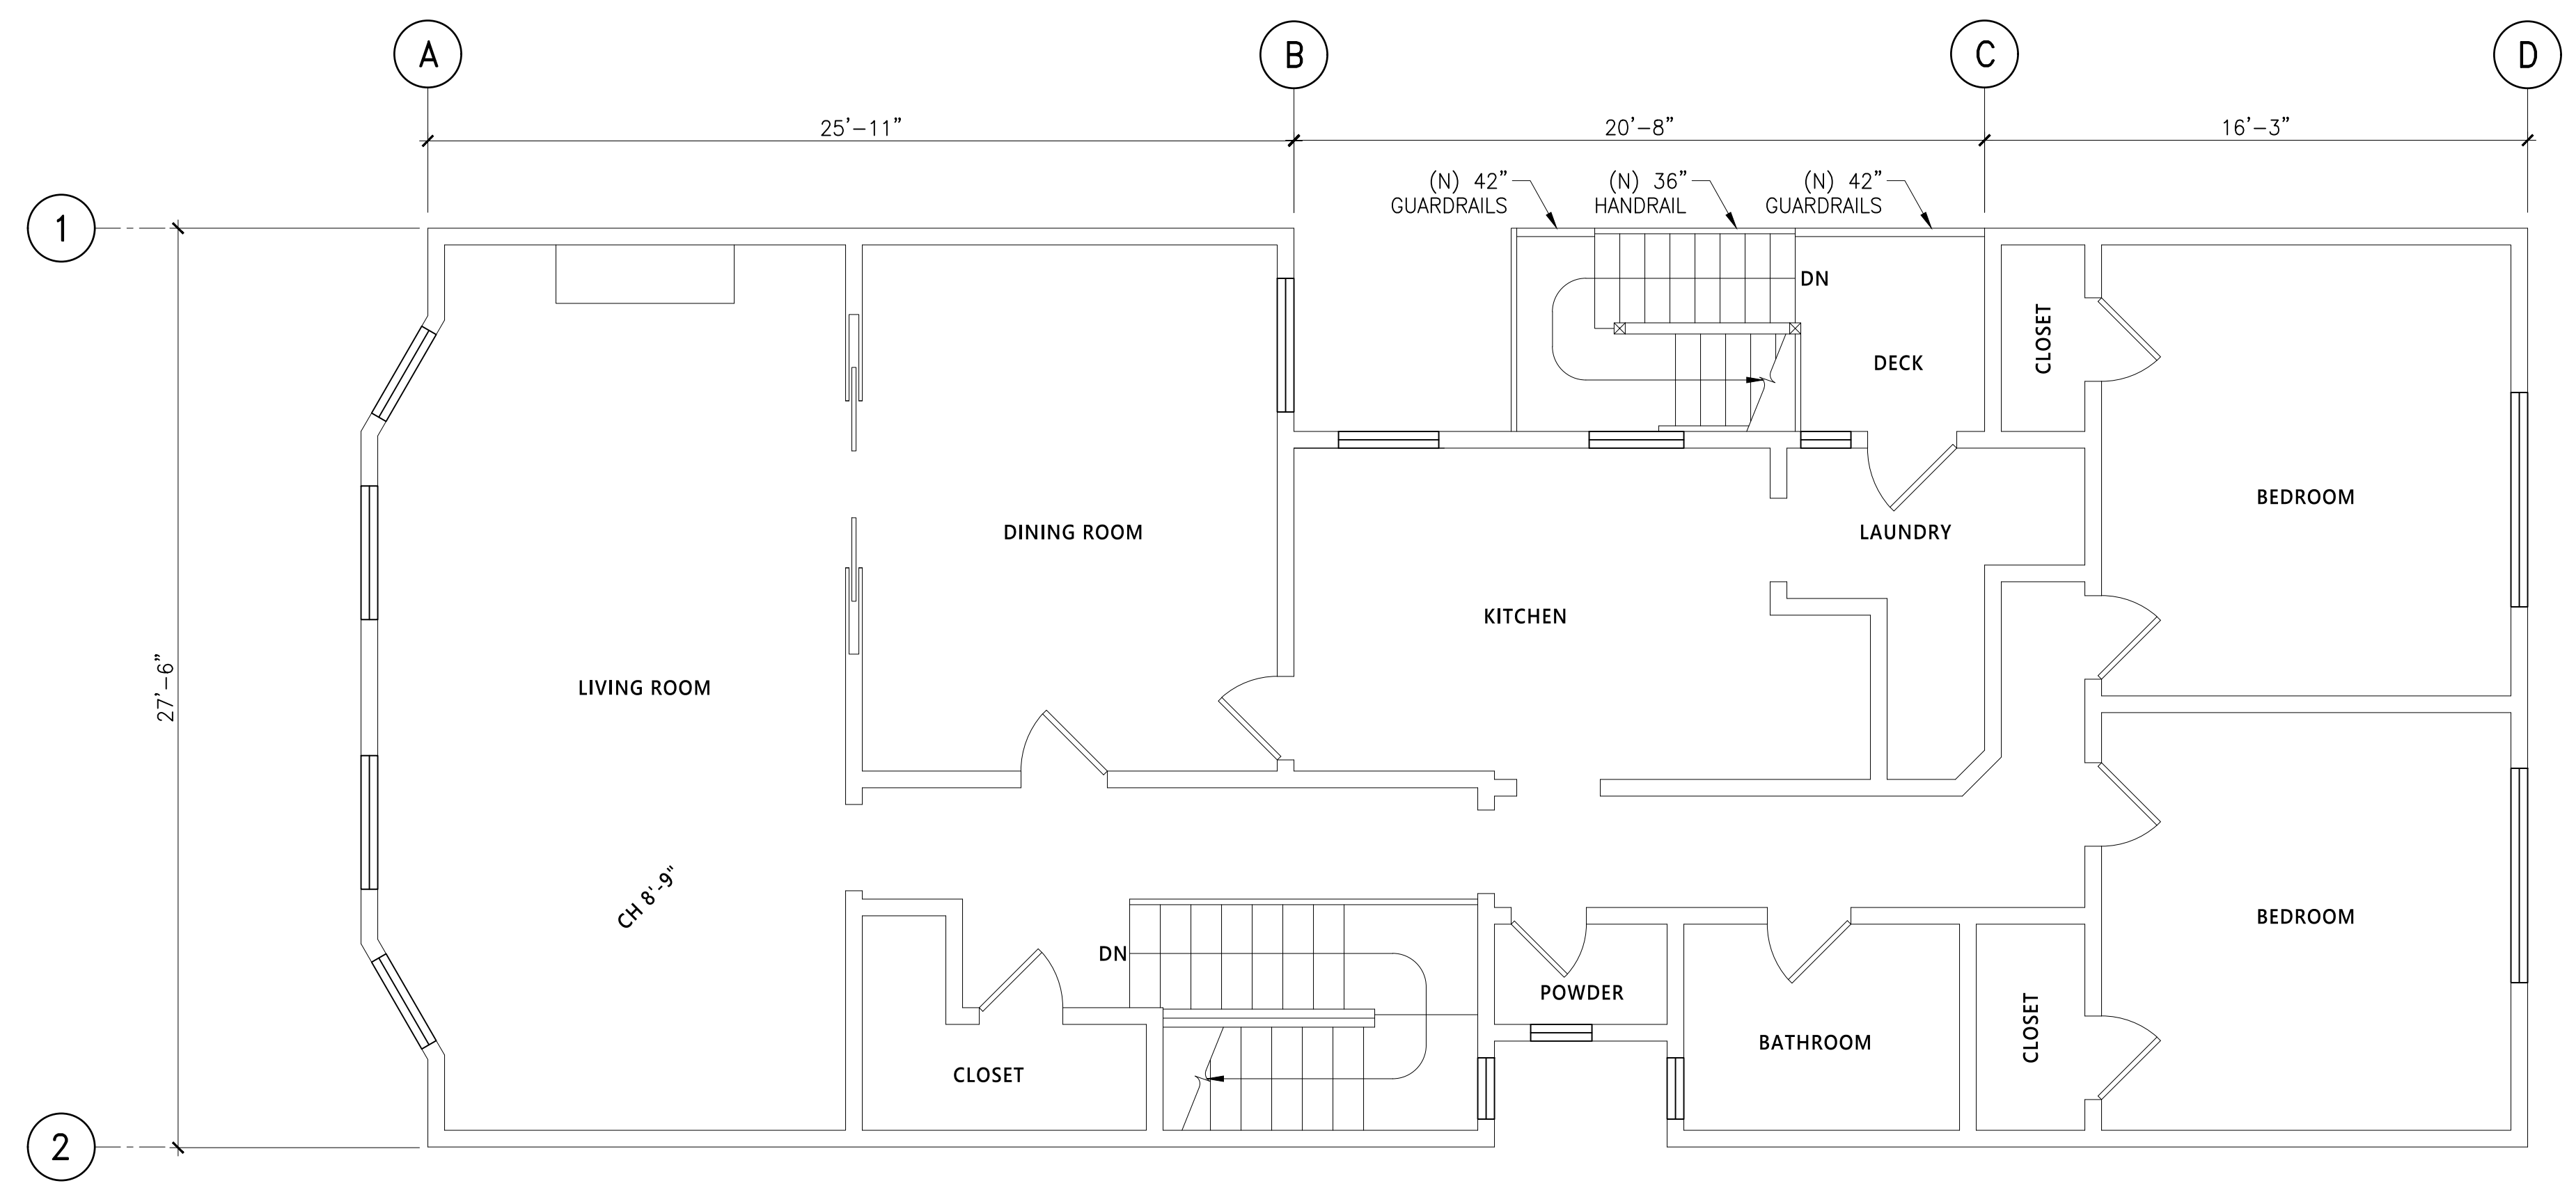 A
B
C
D
25'-11"
20'-8"
16'-3"
(N) 42"
GUARDRAILS
(N) 36"
HANDRAIL
(N) 42"
GUARDRAILS
1
DN
CLOSET
DECK
BEDROOM
DINING ROOM
LAUNDRY
KITCHEN
27'-6"
LIVING ROOM
CH 8'-9"
BEDROOM
DN
POWDER
CLOSET
BATHROOM
CLOSET
2